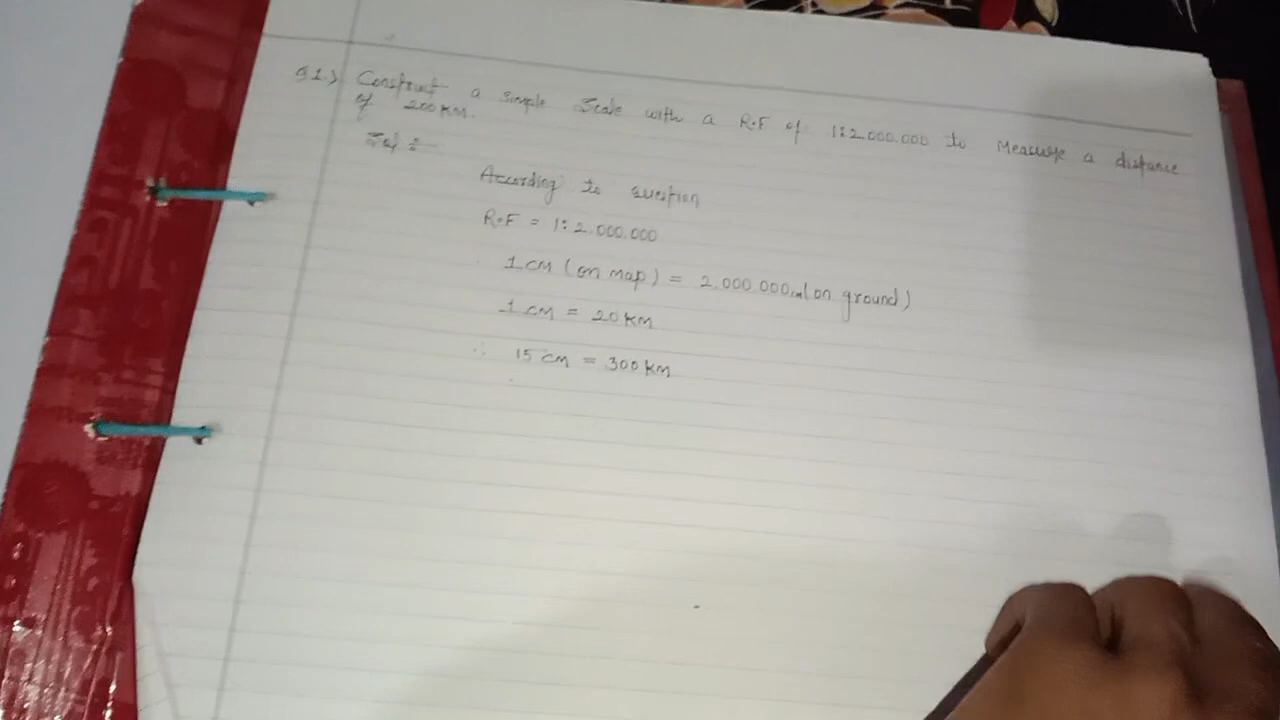 Q1.) Construct a simple Scale with a R.F of 1:2.000.000 to Measure a distance
of 200 KM.
Sol :-
According to question
R.F = 1:2.000.000
1 cm (on map) = 2.000.000cm(on ground)
1 cm = 20 KM
∴ 15 cm = 300 KM